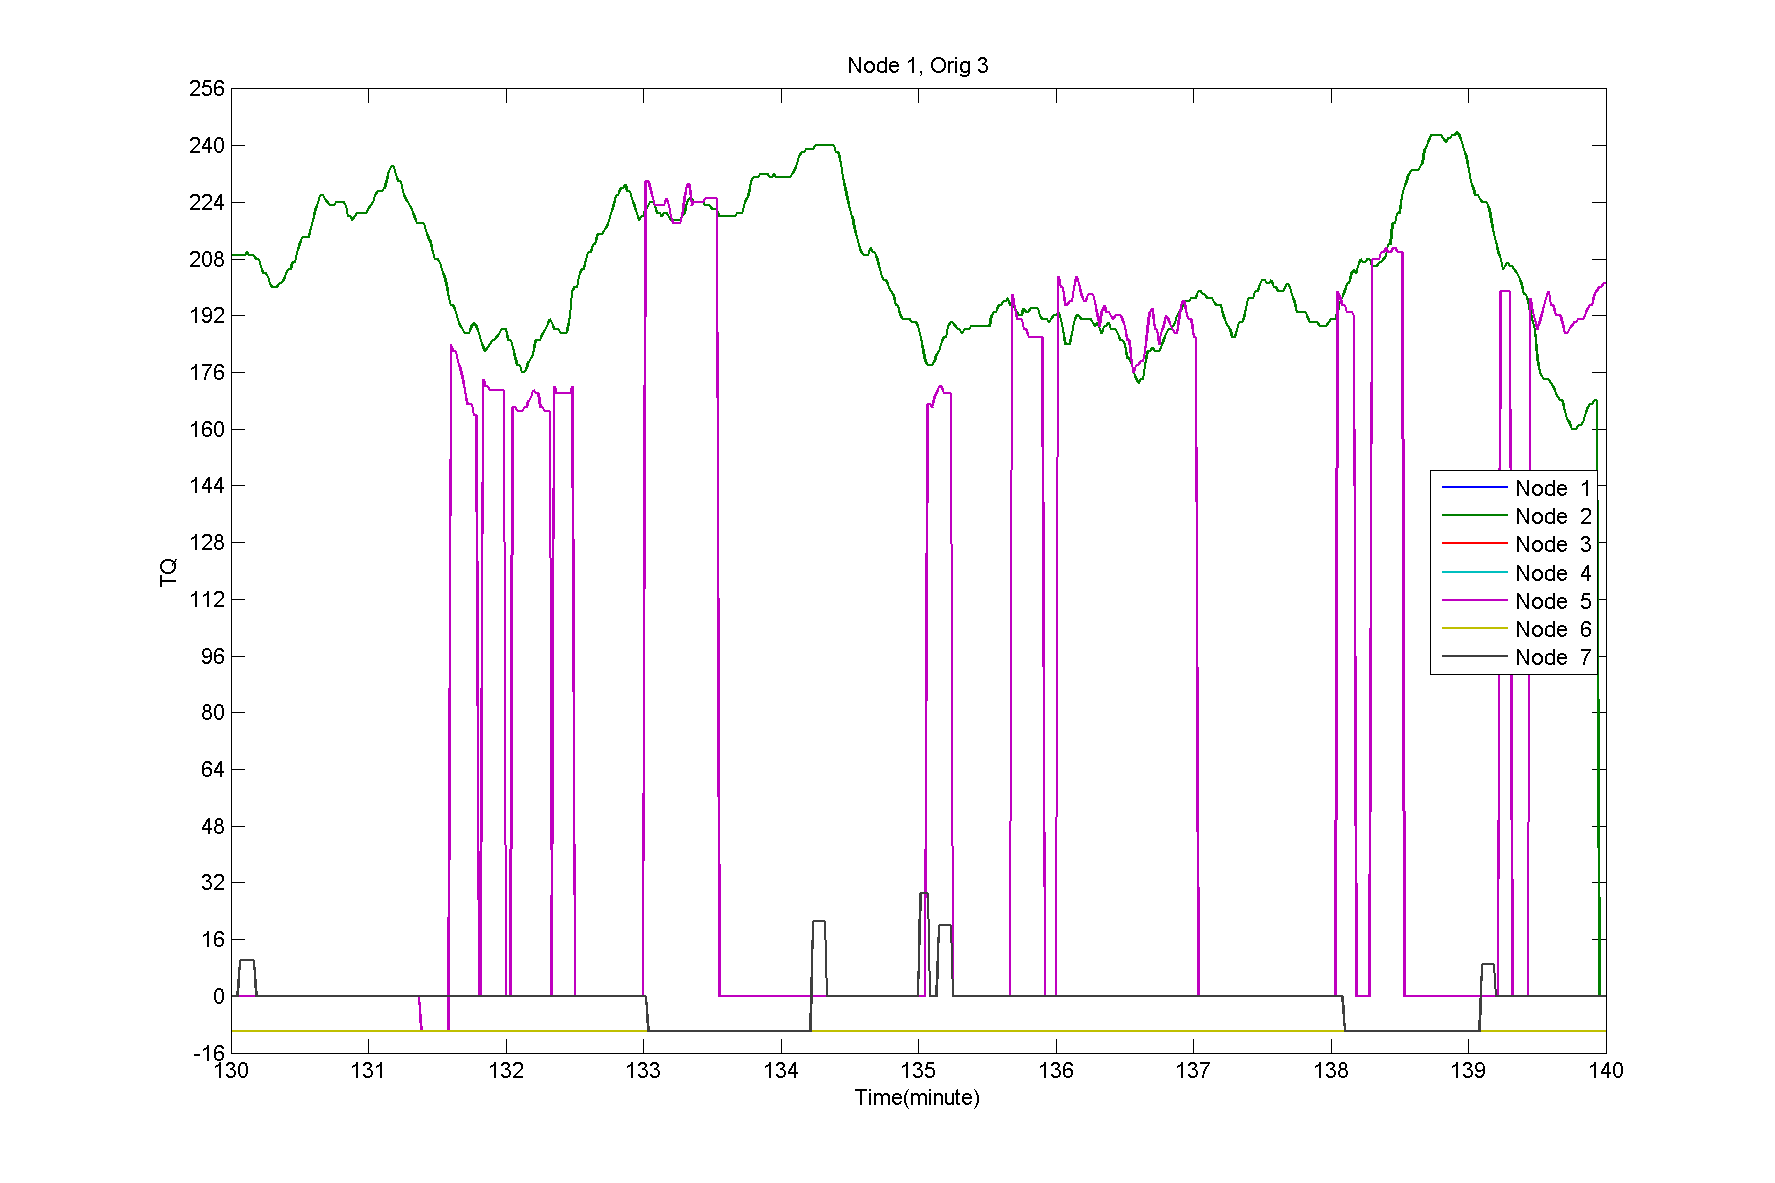 Node 1, Orig 3
256
240
224
208
192
176
160
144
128
112
96
80
64
48
32
16
0
-16
TQ
Node 1
Node 2
Node 3
Node 4
Node 5
Node 6
Node 7
130 131 132 133 134 135 136 137 138 139 140
Time(minute)